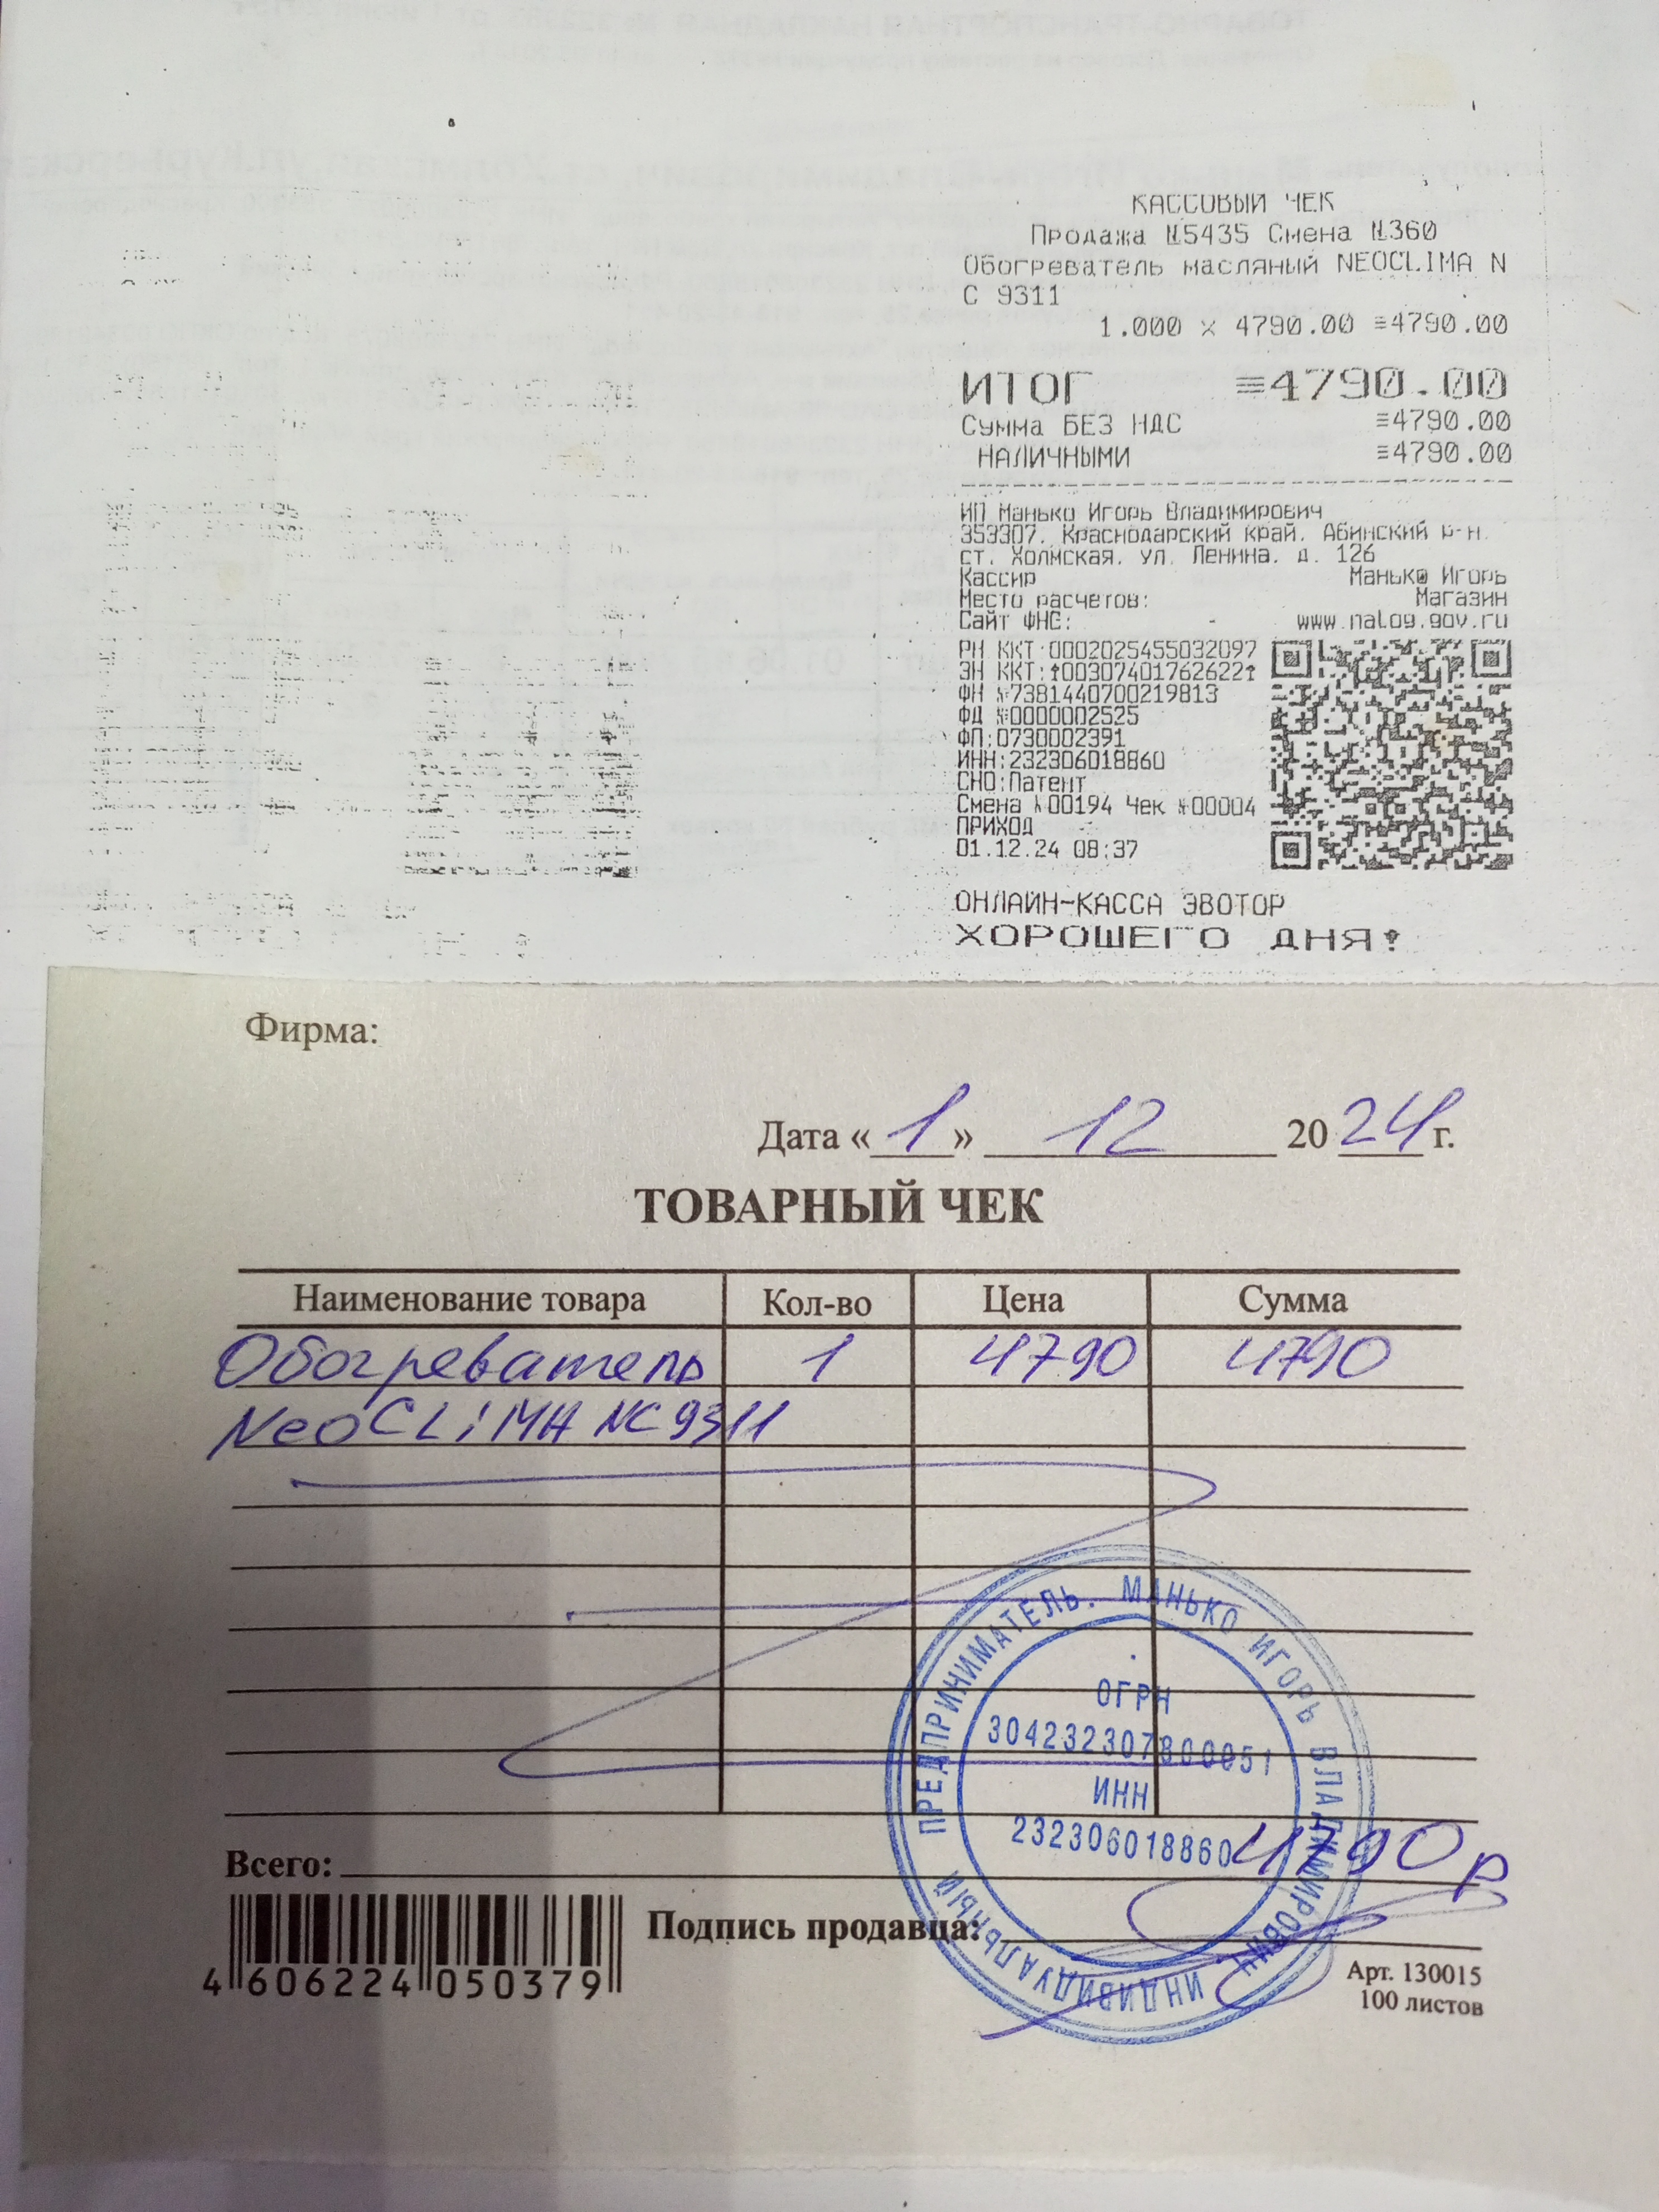 КАССОВЫЙ ЧЕК
Продажа №5435 Смена №360
Обогреватель масляный NEOCLIMA N
C 9311
1.000 x 4790.00 ≡4790.00
ИТОГ ≡4790.00
Сумма БЕЗ НДС ≡4790.00
НАЛИЧНЫМИ ≡4790.00
ИП Манько Игорь Владимирович
353307, Краснодарский край, Абинский р-н,
ст. Холмская, ул. Ленина, д. 126
Кассир Манько Игорь
Место расчетов: Магазин
Сайт ФНС: www.nalog.gov.ru
РН ККТ:0002025455032097
ЗН ККТ:↑00307401762622↑
ФН №7381440700219813
ФД №0000002525
ФП:0730002391
ИНН:232306018860
СНО:Патент
Смена №00194 Чек №00004
ПРИХОД
01.12.24 08:37
ОНЛАЙН-КАССА ЭВОТОР
ХОРОШЕГО ДНЯ!
Фирма:
Дата «1» 12 2024 г.
ТОВАРНЫЙ ЧЕК
Наименование товара Кол-во Цена Сумма
Обогреватель 1 4790 4790
NeoCLiMA NC 9311
ИНДИВИДУАЛЬНЫЙ ПРЕДПРИНИМАТЕЛЬ. МАНЬКО ИГОРЬ ВЛАДИМИРОВИЧ
ОГРН
304232307800051
ИНН
232306018860
Всего: 4790р
Подпись продавца:
4 606224 050379
Арт. 130015
100 листов